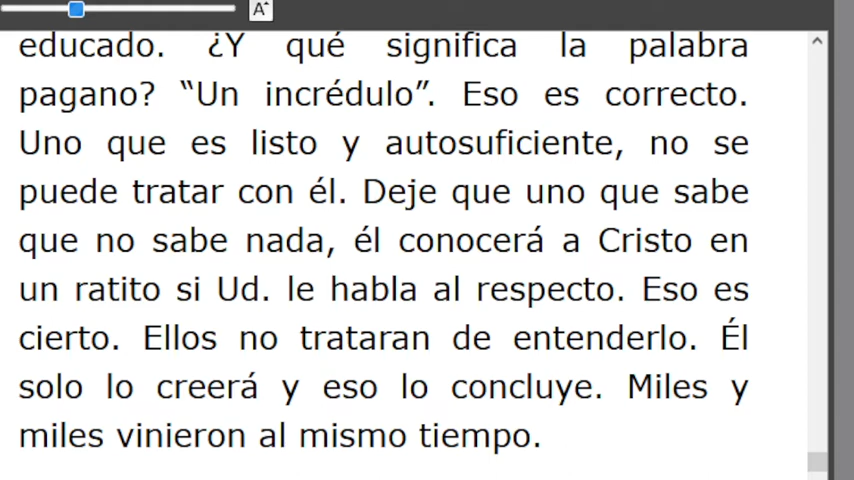 A
educado. ¿Y qué significa la palabra
pagano? “Un incrédulo”. Eso es correcto.
Uno que es listo y autosuficiente, no se
puede tratar con él. Deje que uno que sabe
que no sabe nada, él conocerá a Cristo en
un ratito si Ud. le habla al respecto. Eso es
cierto. Ellos no trataran de entenderlo. Él
solo lo creerá y eso lo concluye. Miles y
miles vinieron al mismo tiempo.